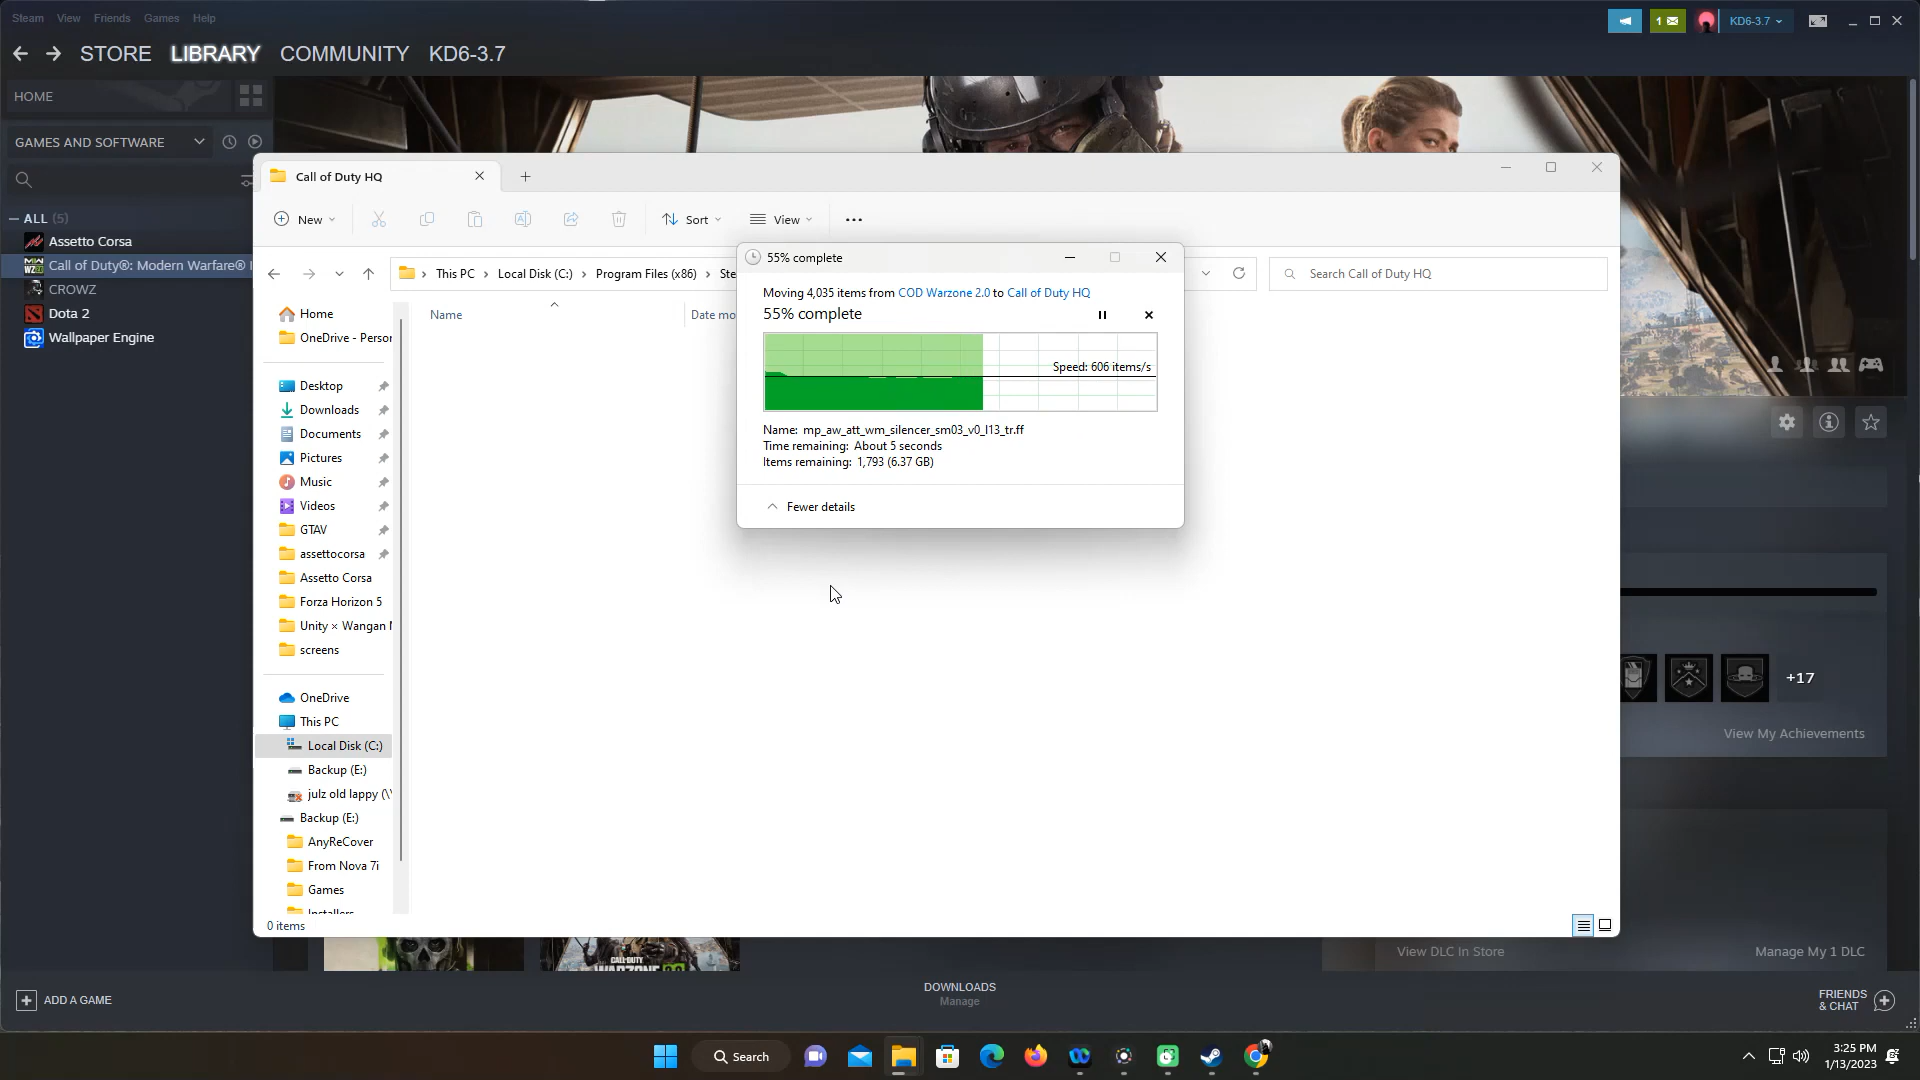 Steam View Friends Games Help
1
KD6-3.7
STORE LIBRARY COMMUNITY KD6-3.7
HOME
GAMES AND SOFTWARE
ALL (5)
Assetto Corsa
Call of Duty®: Modern Warfare®
CROWZ
Dota 2
Wallpaper Engine
Call of Duty HQ
New
Sort
View
This PC
Local Disk (C:)
Program Files (x86)
Ste
Search Call of Duty HQ
Name
Date mo
Home
OneDrive - Person
Desktop
Downloads
Documents
Pictures
Music
Videos
GTAV
assettocorsa
Assetto Corsa
Forza Horizon 5
Unity × Wangan
screens
OneDrive
This PC
Local Disk (C:)
Backup (E:)
julz old lappy (\\
Backup (E:)
AnyReCover
From Nova 7i
Games
Installers
0 items
55% complete
Moving 4,035 items from COD Warzone 2.0 to Call of Duty HQ
55% complete
Speed: 606 items/s
Name: mp_aw_att_wm_silencer_sm03_v0_l13_tr.ff
Time remaining: About 5 seconds
Items remaining: 1,793 (6.37 GB)
Fewer details
+17
View My Achievements
CALL·DUTY
WARZONE 2.0
View DLC In Store
Manage My 1 DLC
ADD A GAME
DOWNLOADS
Manage
FRIENDS
& CHAT
Search
3:25 PM
1/13/2023